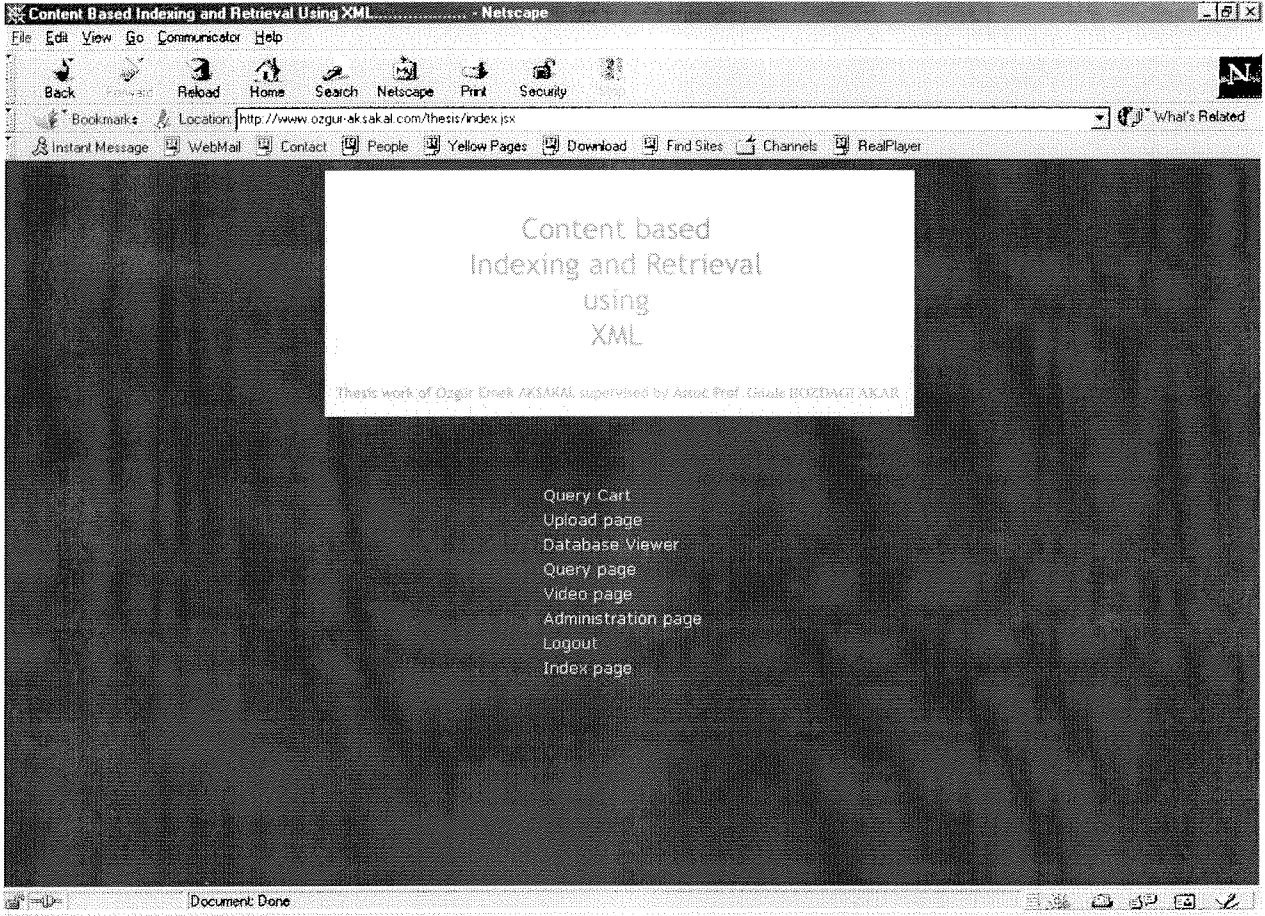 Content Based Indexing and Retrieval Using XML.................. - Netscape
File Edit View Go Communicator Help
Back Forward Reload Home Search Netscape Print Security Stop
Bookmarks Location: http://www.ozgur-aksakal.com/thesis/index.jsx What's Related
Instant Message WebMail Contact People Yellow Pages Download Find Sites Channels RealPlayer
Content based
Indexing and Retrieval
using
XML
Thesis work of Özgür Emek AKSAKAL supervised by Assoc. Prof. Gözde BOZDAGI AKAR
Query Cart
Upload page
Database Viewer
Query page
Video page
Administration page
Logout
Index page
Document: Done